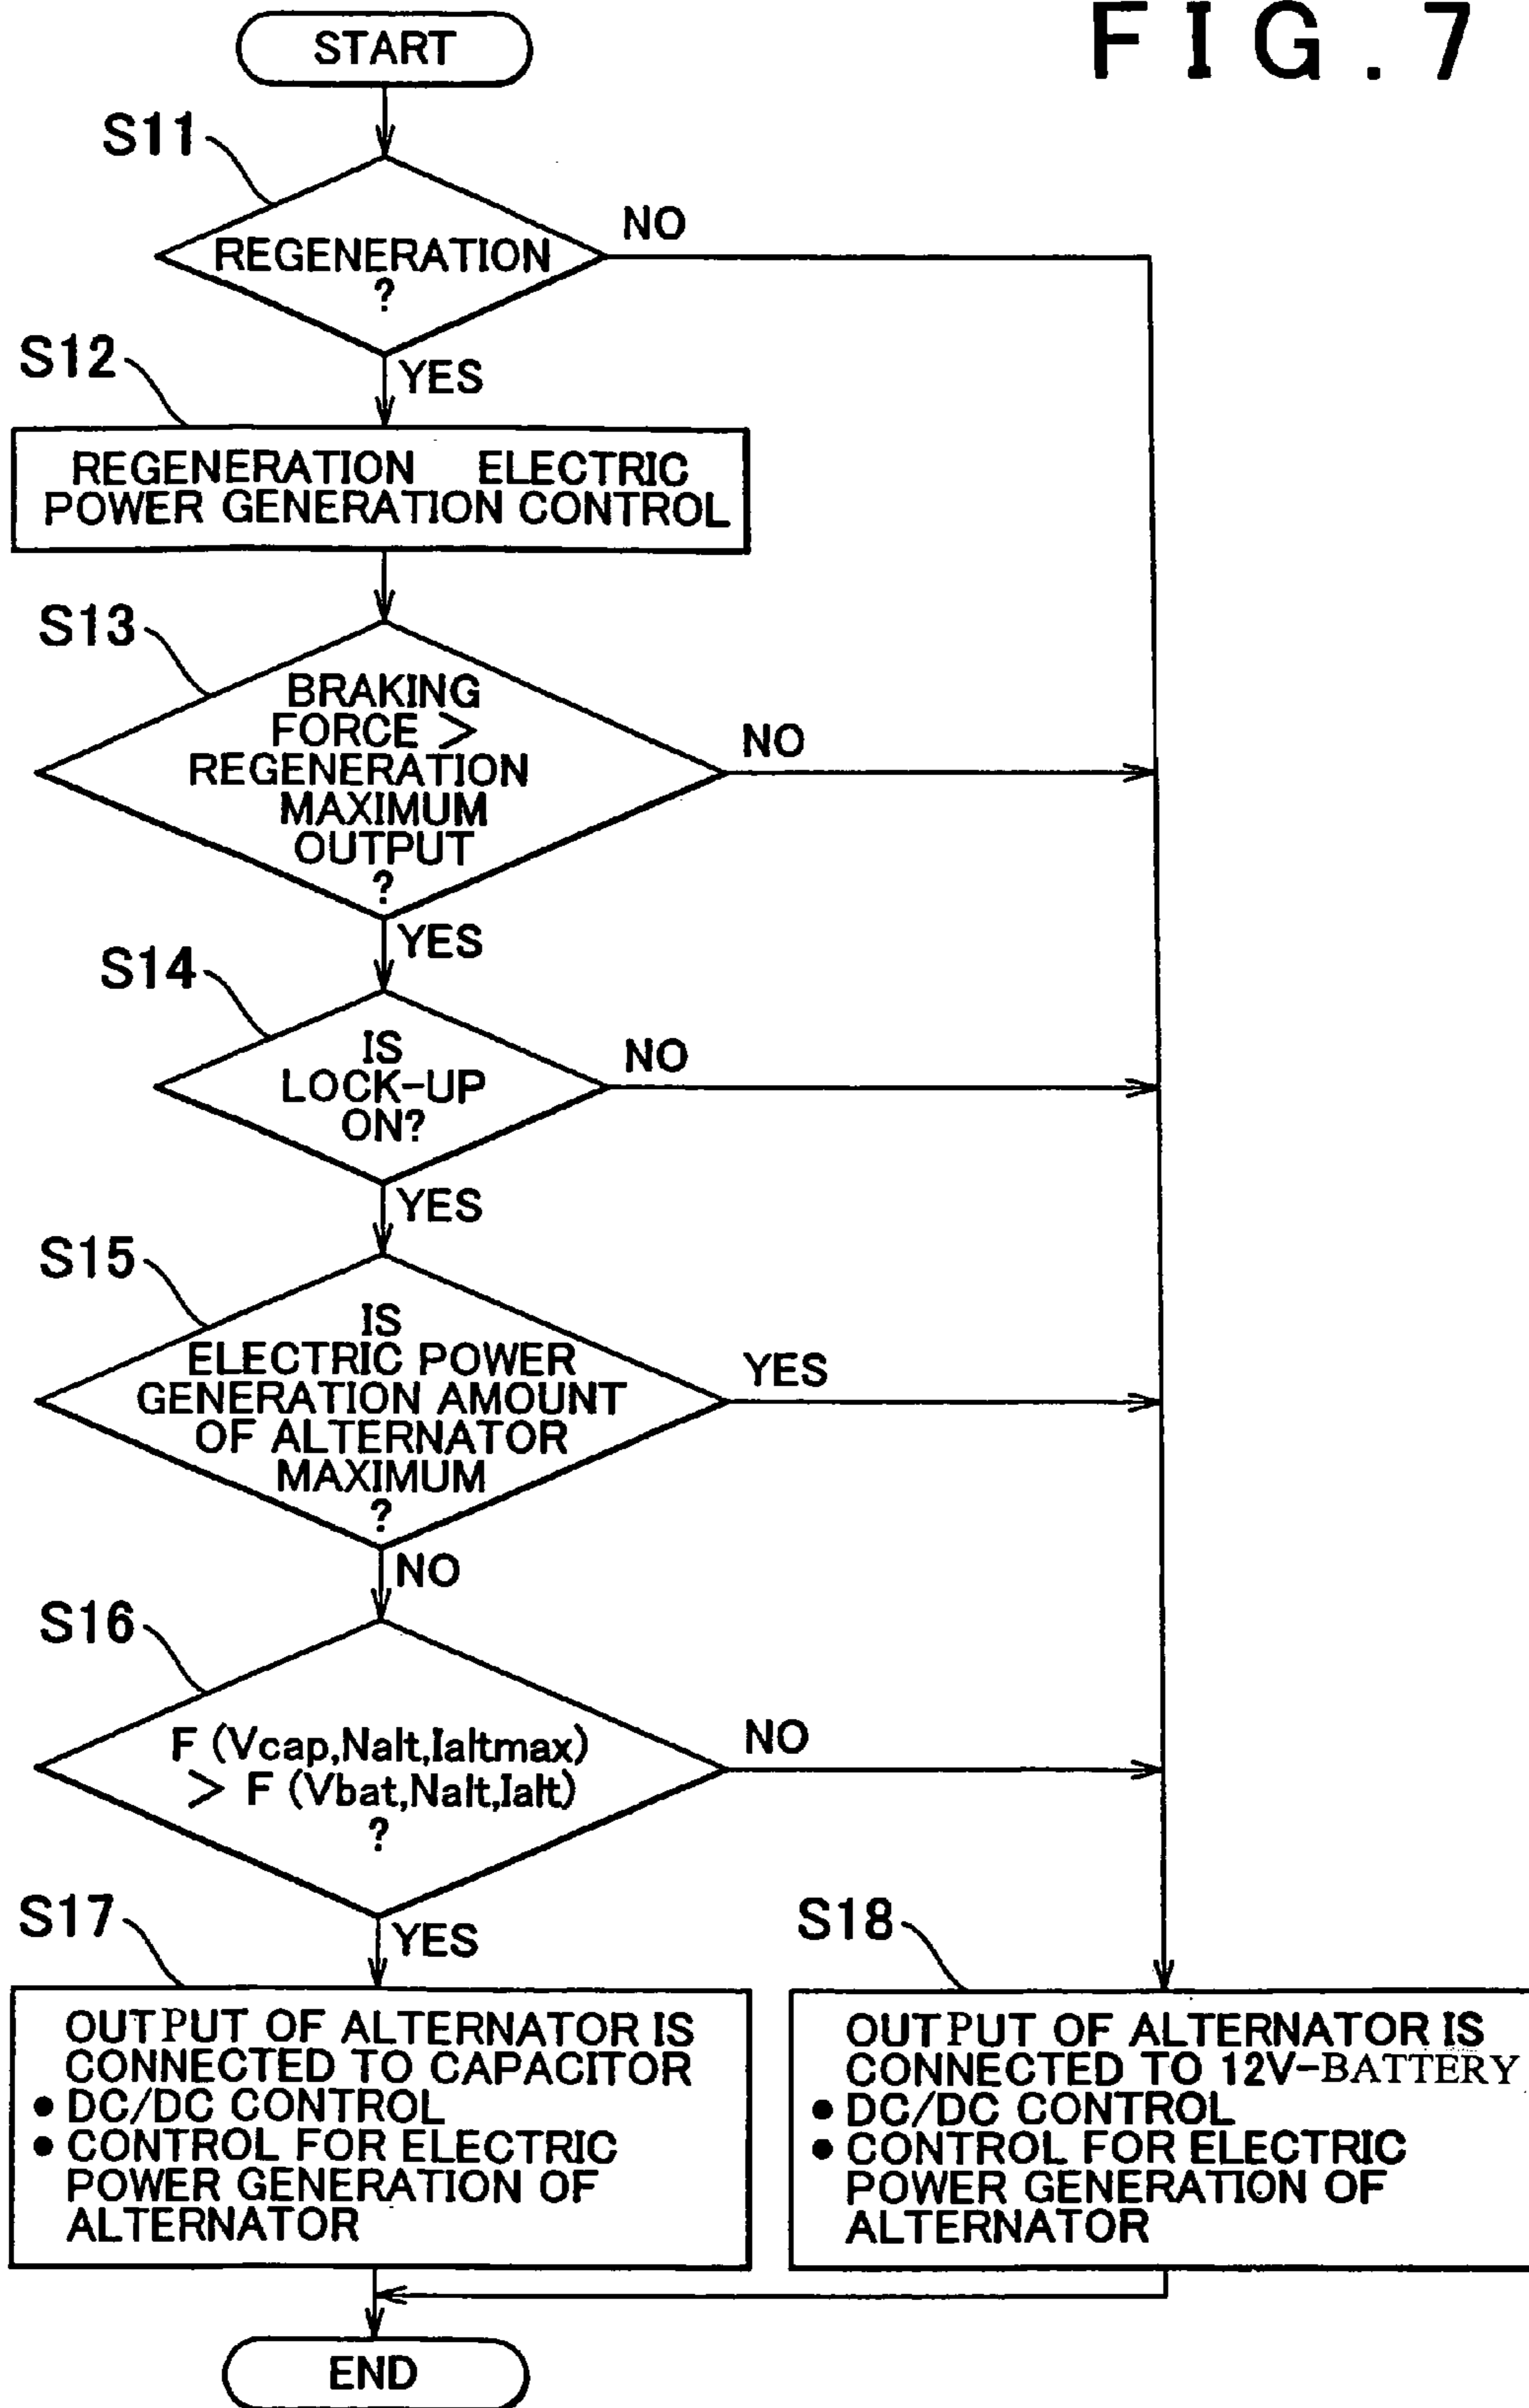 FIG.7
START
S11
REGENERATION
?
NO
YES
S12
REGENERATION ELECTRIC
POWER GENERATION CONTROL
S13
BRAKING
FORCE >
REGENERATION
MAXIMUM
OUTPUT
?
NO
YES
S14
IS
LOCK-UP
ON?
NO
YES
S15
IS
ELECTRIC POWER
GENERATION AMOUNT
OF ALTERNATOR
MAXIMUM
?
YES
NO
S16
F (Vcap,Nalt,Ialtmax)
> F (Vbat,Nalt,Ialt)
?
NO
YES
S17
OUTPUT OF ALTERNATOR IS
CONNECTED TO CAPACITOR
● DC/DC CONTROL
● CONTROL FOR ELECTRIC
POWER GENERATION OF
ALTERNATOR
S18
OUTPUT OF ALTERNATOR IS
CONNECTED TO 12V-BATTERY
● DC/DC CONTROL
● CONTROL FOR ELECTRIC
POWER GENERATION OF
ALTERNATOR
END